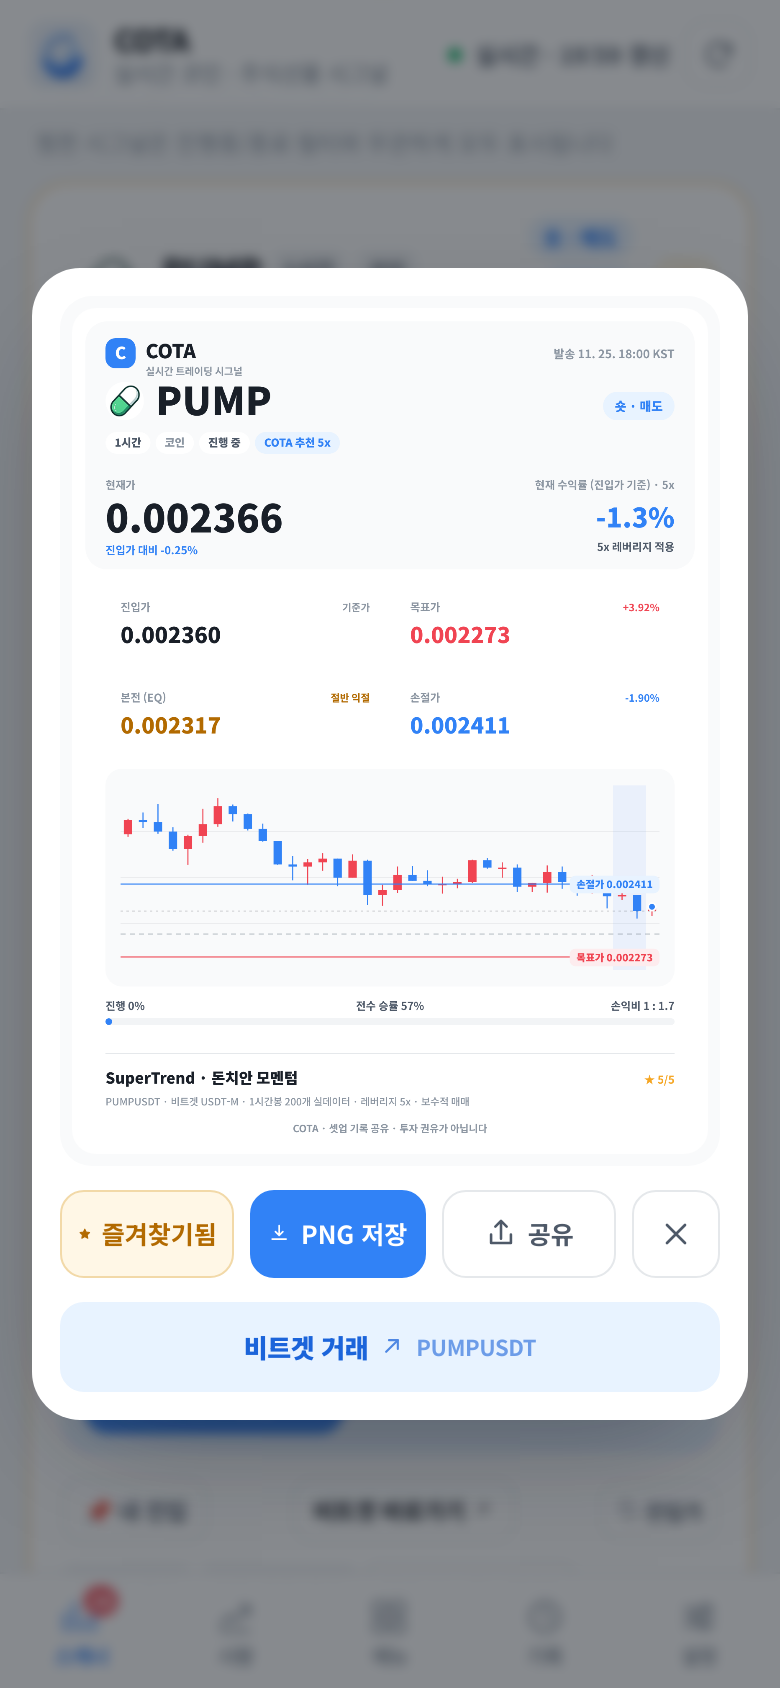 COTA
C COTA
실시간 트레이딩 시그널
발송 11. 25. 18:00 KST
PUMP
숏 · 매도
1시간 코인 진행 중 COTA 추천 5x
현재가
현재 수익률 (진입가 기준) · 5x
0.002366
-1.3%
진입가 대비 -0.25%
5x 레버리지 적용
진입가 기준가
0.002360
목표가 +3.92%
0.002273
본전 (EQ) 절반 익절
0.002317
손절가 -1.90%
0.002411
손절가 0.002411
목표가 0.002273
진행 0% 전수 승률 57% 손익비 1 : 1.7
SuperTrend · 돈치안 모멘텀
★ 5/5
PUMPUSDT · 비트겟 USDT-M · 1시간봉 200개 실데이터 · 레버리지 5x · 보수적 매매
COTA · 셋업 기록 공유 · 투자 권유가 아닙니다
★ 즐겨찾기됨
PNG 저장
공유
비트겟 거래 ↗ PUMPUSDT